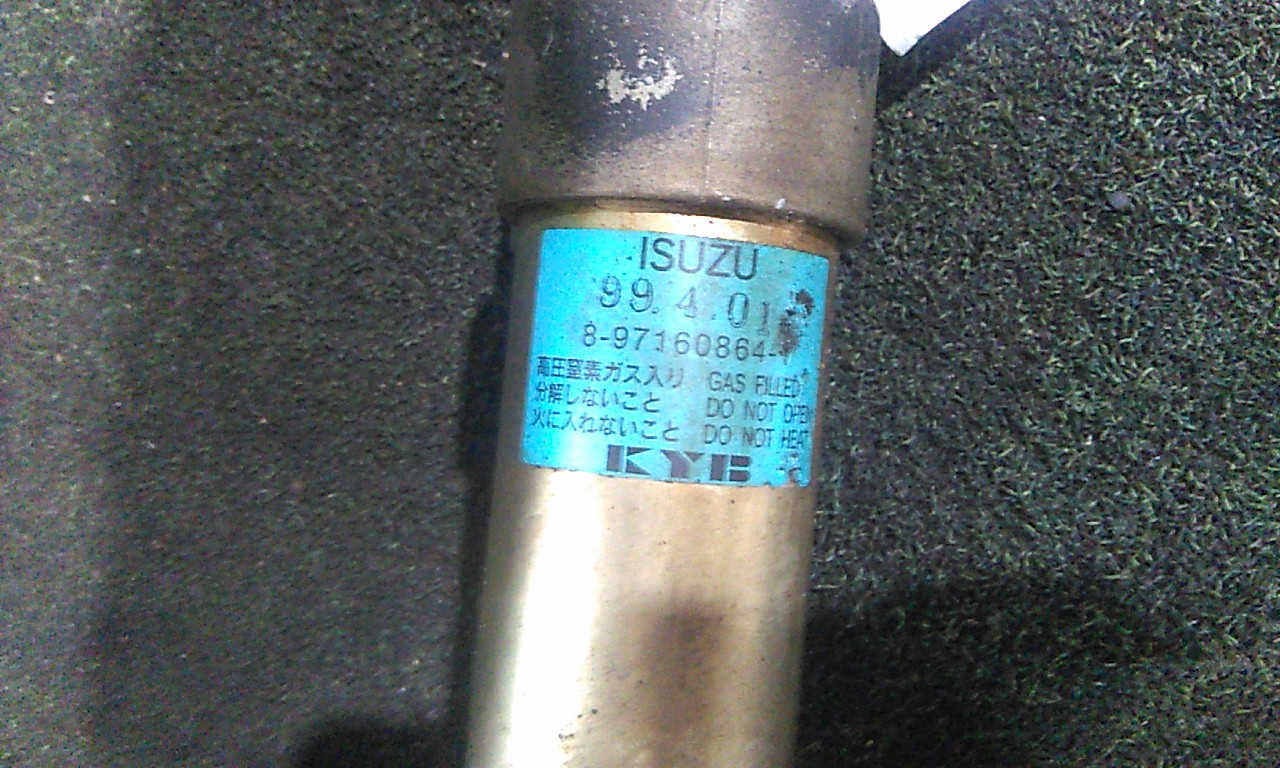 ISUZU
99.4.01
8-97160864-
高圧窒素ガス入り GAS FILLED
分解しないこと DO NOT OPEN
火に入れないこと DO NOT HEAT
KYB